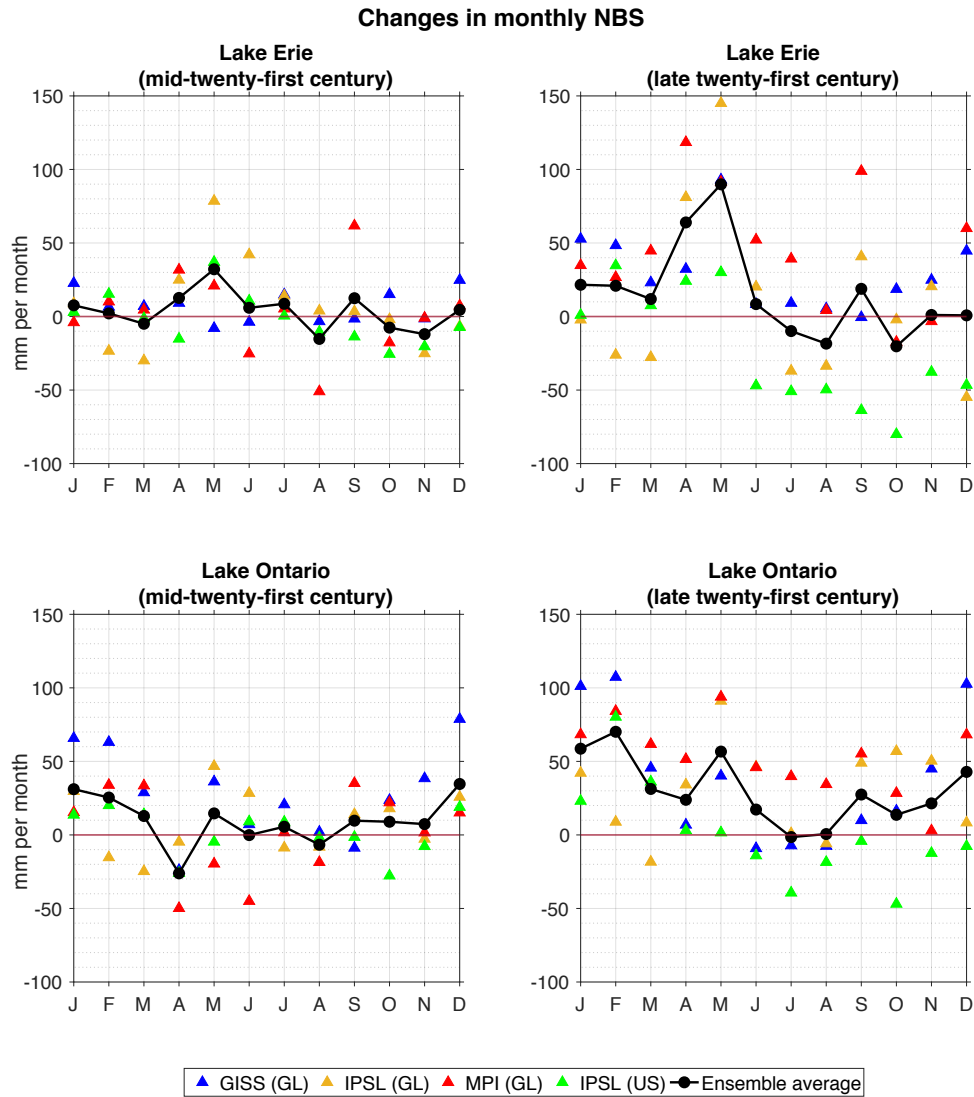 Changes in monthly NBS
Lake Erie
(mid-twenty-first century)
150
100
50
0
-50
-100
mm per month
J F M A M J J A S O N D
Lake Erie
(late twenty-first century)
150
100
50
0
-50
-100
J F M A M J J A S O N D
Lake Ontario
(mid-twenty-first century)
150
100
50
0
-50
-100
mm per month
J F M A M J J A S O N D
Lake Ontario
(late twenty-first century)
150
100
50
0
-50
-100
J F M A M J J A S O N D
GISS (GL) IPSL (GL) MPI (GL) IPSL (US) Ensemble average